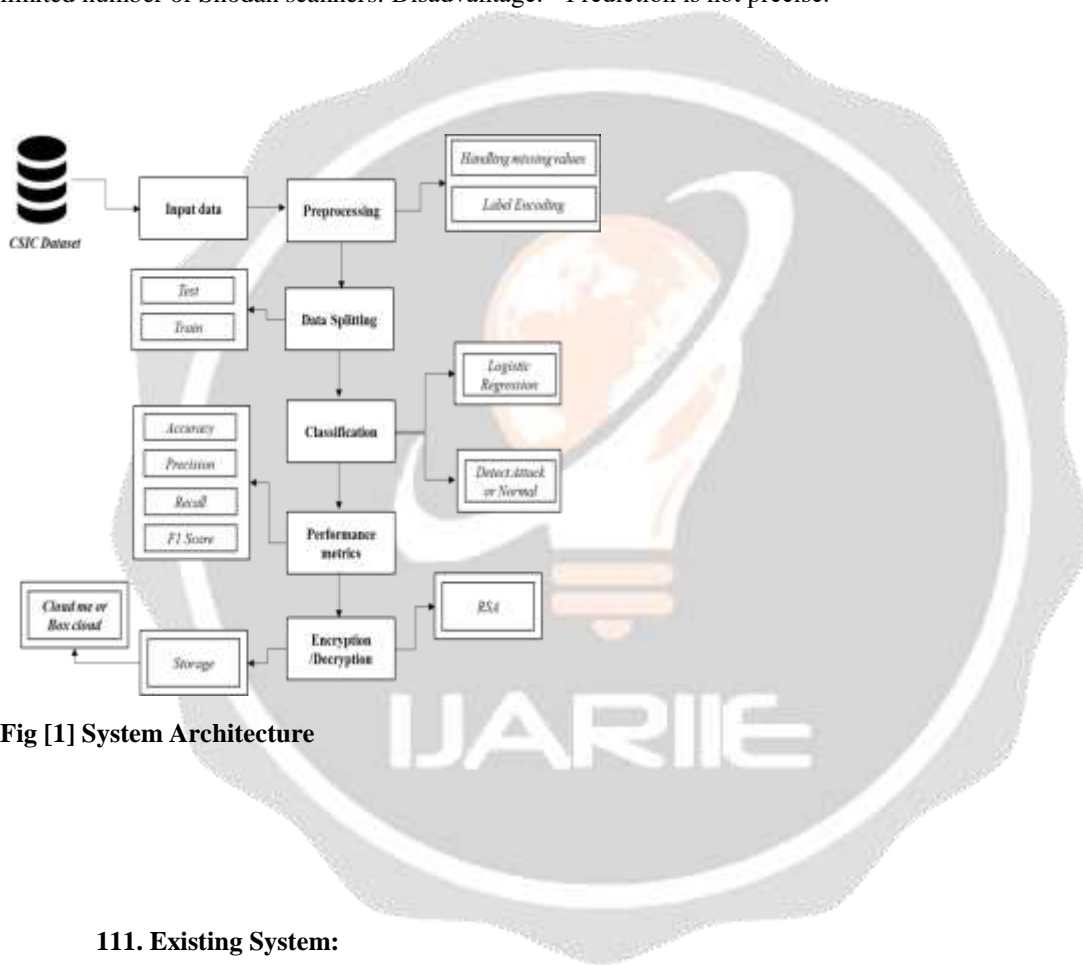 limited number of Shodan scanners. Disadvantage: - Prediction is not precise.
CSIC Dataset
Input data
Preprocessing
Handling missing values
Label Encoding
Test
Train
Data Splitting
Logistic
Regression
Classification
Detect Attack
or Normal
Accuracy
Precision
Recall
F1 Score
Performance
metrics
RSA
Cloud me or
Box cloud
Storage
Encryption
/Decryption
IJARIIE
Fig [1] System Architecture
111. Existing System: